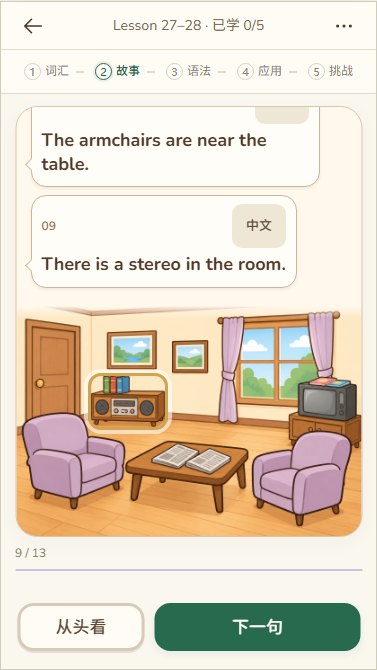 Lesson 27–28 · 已学 0/5
1 词汇 2 故事 3 语法 4 应用 5 挑战
The armchairs are near the
table.
09 中文
There is a stereo in the room.
9 / 13
从头看 下一句